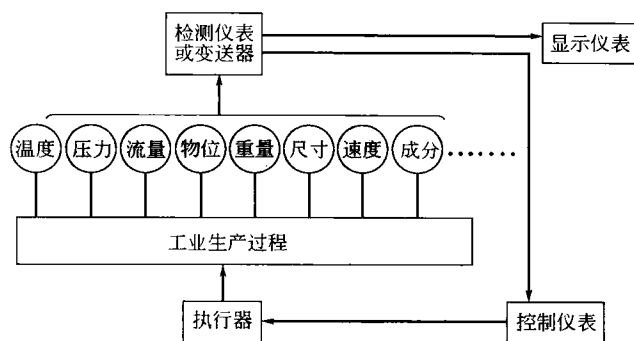 检测仪表
或变送器
显示仪表
温度 压力 流量 物位 重量 尺寸 速度 成分 ········
工业生产过程
执行器
控制仪表